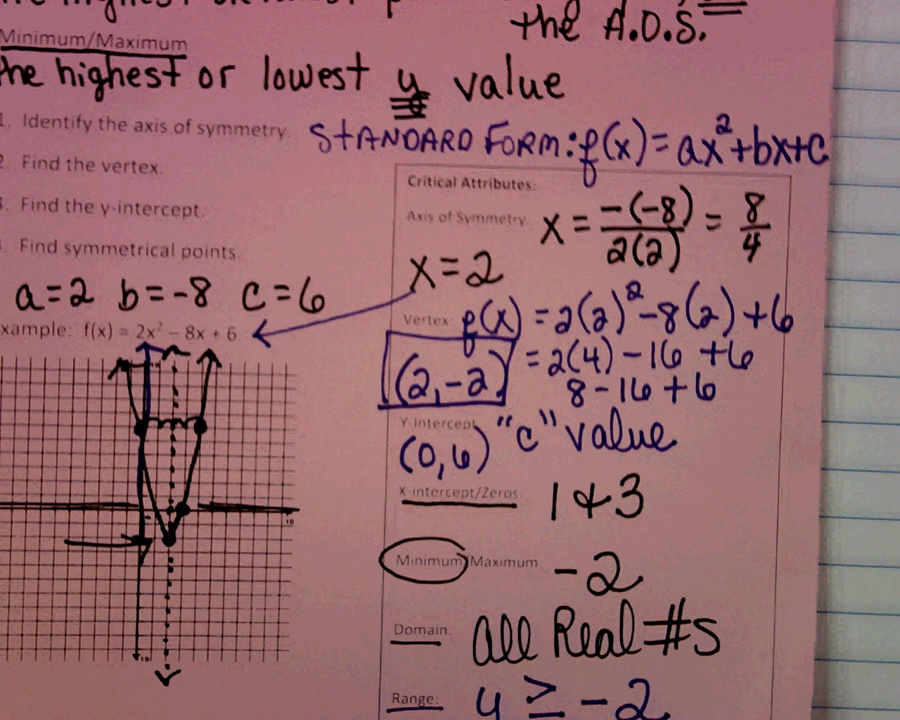 the A.O.S.
Minimum/Maximum
the highest or lowest y value
1. Identify the axis of symmetry.
STANDARD FORM: f(x) = ax²+bx+c
2. Find the vertex.
Find the y-intercept.
Find symmetrical points.
a=2 b=-8 c=6
xample: f(x) = 2x² - 8x + 6
Critical Attributes:
Axis of Symmetry: x = -(-8)/2(2) = 8/4
x=2
Vertex: f(x) = 2(2)²-8(2)+6
(2,-2) =2(4)-16+6
8-16+6
Y-intercept "c" value
(0,6)
X-intercept/Zeros: 1 & 3
Minimum/Maximum: -2
Domain: All Real #s
Range: y ≥ -2